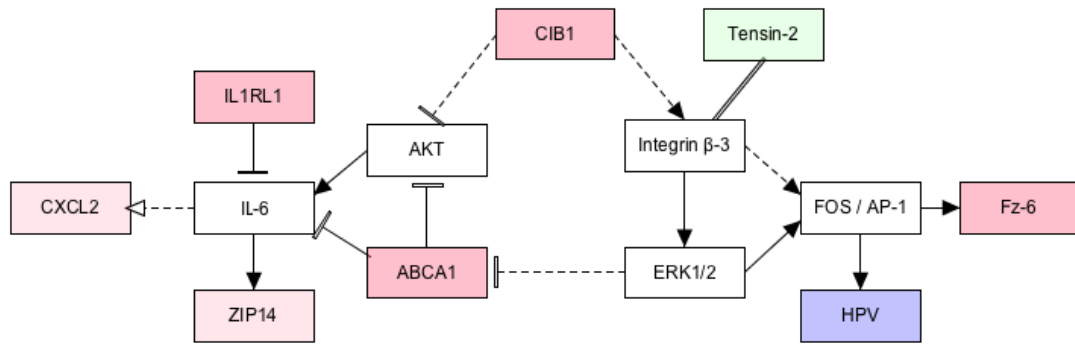 CIB1
Tensin-2
IL1RL1
AKT
Integrin β-3
CXCL2
IL-6
FOS / AP-1
Fz-6
ABCA1
ERK1/2
ZIP14
HPV